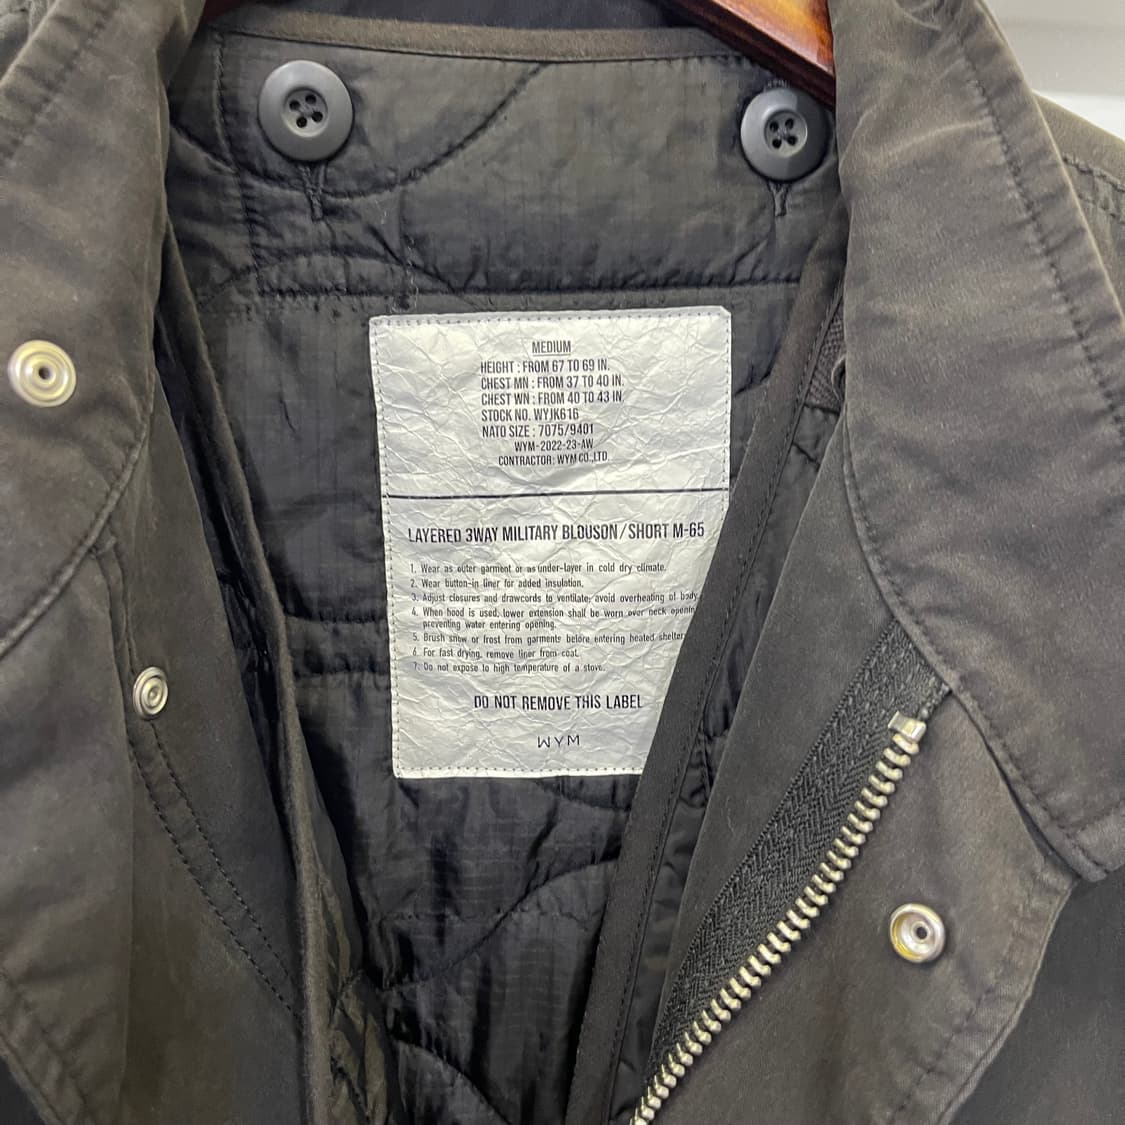 MEDIUM
HEIGHT : FROM 67 TO 69 IN.
CHEST MN : FROM 37 TO 40 IN.
CHEST WN : FROM 40 TO 43 IN.
STOCK NO. WYJK616
NATO SIZE : 7075/9401
WYM-2022-23-AW
CONTRACTOR: WYM CO.,LTD.
LAYERED 3WAY MILITARY BLOUSON/SHORT M-65
1. Wear as outer garment or as under-layer in cold dry climate.
2. Wear button-in liner for added insulation.
3. Adjust closures and drawcords to ventilate; avoid overheating of body
4. When hood is used, lower extension shall be worn over neck openin
preventing water entering opening.
5. Brush snow or frost from garments before entering heated shelter
6. For fast drying, remove liner from coat.
7. Do not expose to high temperature of a stove.
DO NOT REMOVE THIS LABEL
WYM